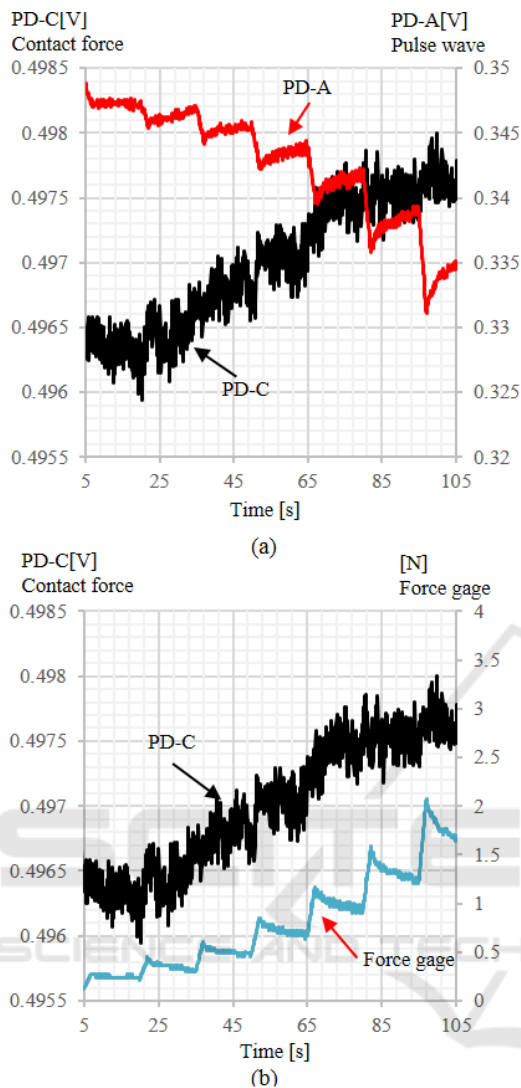 PD-C[V] PD-A[V]
Contact force Pulse wave
0.4985 0.35
PD-A
0.498 0.345
0.4975 0.34
0.497 0.335
0.4965 0.33
PD-C
0.496 0.325
0.4955 0.32
5 25 45 65 85 105
Time [s]
(a)
PD-C[V] [N]
Contact force Force gage
0.4985 4
3.5
0.498
3
PD-C
0.4975 2.5
0.497 2
1.5
0.4965
1
0.496
SCIENCE AND TECH
Force gage
0.5
0.4955 0
5 25 45 65 85 105
Time [s]
(b)